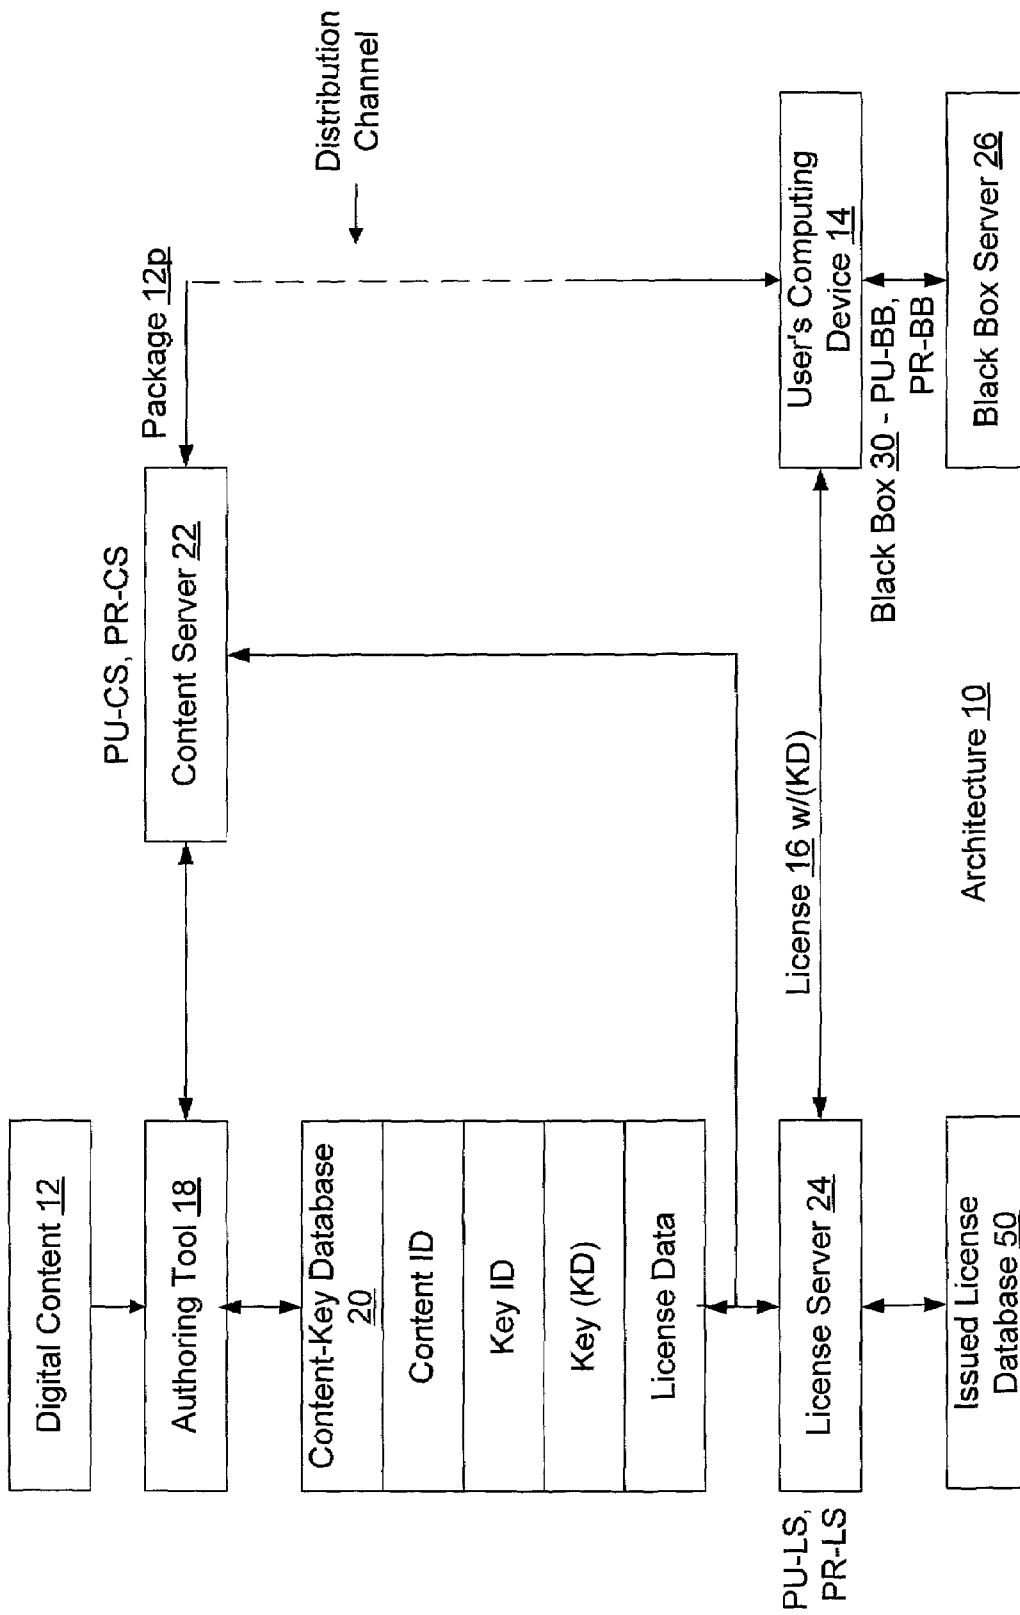 Digital Content 12
Authoring Tool 18
Content-Key Database
20
Content ID
Key ID
Key (KD)
License Data
PU-LS,
PR-LS
License Server 24
Issued License
Database 50
PU-CS, PR-CS
Content Server 22
Package 12p
Distribution
Channel
License 16 w/(KD)
User's Computing
Device 14
Black Box 30 - PU-BB,
PR-BB
Black Box Server 26
Architecture 10